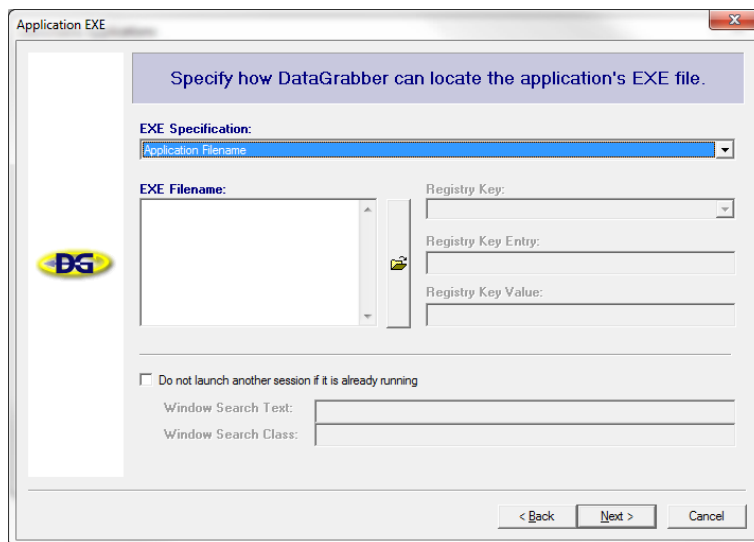 Application EXE
Specify how DataGrabber can locate the application's EXE file.
EXE Specification:
Application Filename
EXE Filename:
Registry Key:
Registry Key Entry:
Registry Key Value:
DG
Do not launch another session if it is already running
Window Search Text:
Window Search Class:
< Back
Next >
Cancel